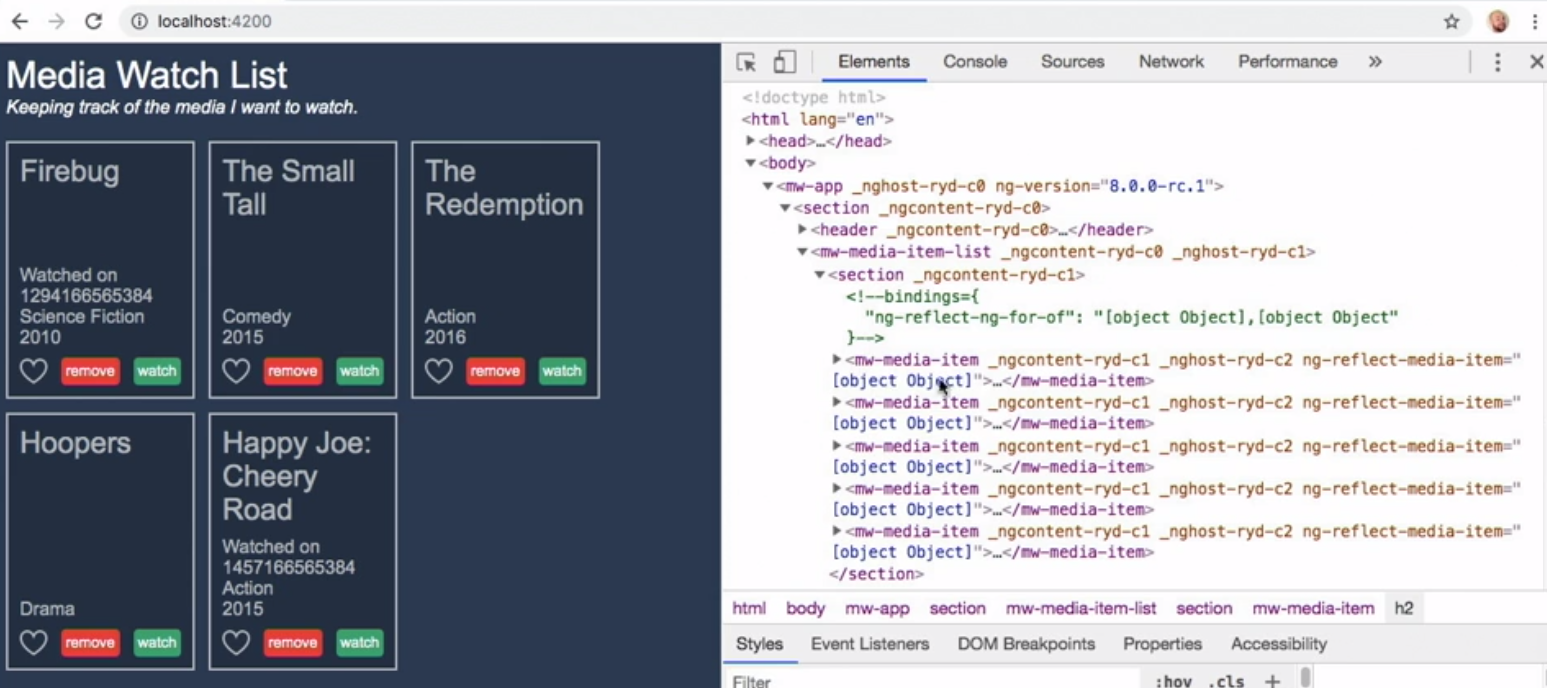 localhost:4200
Media Watch List
Keeping track of the media I want to watch.
Firebug
Watched on
1294166565384
Science Fiction
2010
remove
watch
The Small
Tall
Comedy
2015
remove
watch
The
Redemption
Action
2016
remove
watch
Hoopers
Drama
remove
watch
Happy Joe:
Cheery
Road
Watched on
1457166565384
Action
2015
remove
watch
Elements Console Sources Network Performance »
<!doctype html>
<html lang="en">
▶<head>…</head>
▼<body>
▼<mw-app _nghost-ryd-c0 ng-version="8.0.0-rc.1">
▼<section _ngcontent-ryd-c0>
▶<header _ngcontent-ryd-c0>…</header>
▼<mw-media-item-list _ngcontent-ryd-c0 _nghost-ryd-c1>
▼<section _ngcontent-ryd-c1>
<!--bindings={
"ng-reflect-ng-for-of": "[object Object],[object Object"
}-->
▶<mw-media-item _ngcontent-ryd-c1 _nghost-ryd-c2 ng-reflect-media-item="
[object Object]">…</mw-media-item>
▶<mw-media-item _ngcontent-ryd-c1 _nghost-ryd-c2 ng-reflect-media-item="
[object Object]">…</mw-media-item>
▶<mw-media-item _ngcontent-ryd-c1 _nghost-ryd-c2 ng-reflect-media-item="
[object Object]">…</mw-media-item>
▶<mw-media-item _ngcontent-ryd-c1 _nghost-ryd-c2 ng-reflect-media-item="
[object Object]">…</mw-media-item>
▶<mw-media-item _ngcontent-ryd-c1 _nghost-ryd-c2 ng-reflect-media-item="
[object Object]">…</mw-media-item>
</section>
html body mw-app section mw-media-item-list section mw-media-item h2
Styles Event Listeners DOM Breakpoints Properties Accessibility
Filter :hov .cls +